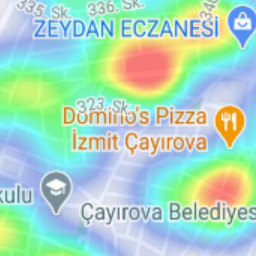 335. Sk.
336. Sk.
ZEYDAN ECZANESİ
323. Sk.
Domino's Pizza
İzmit Çayırova
kulu
Çayırova Belediyes